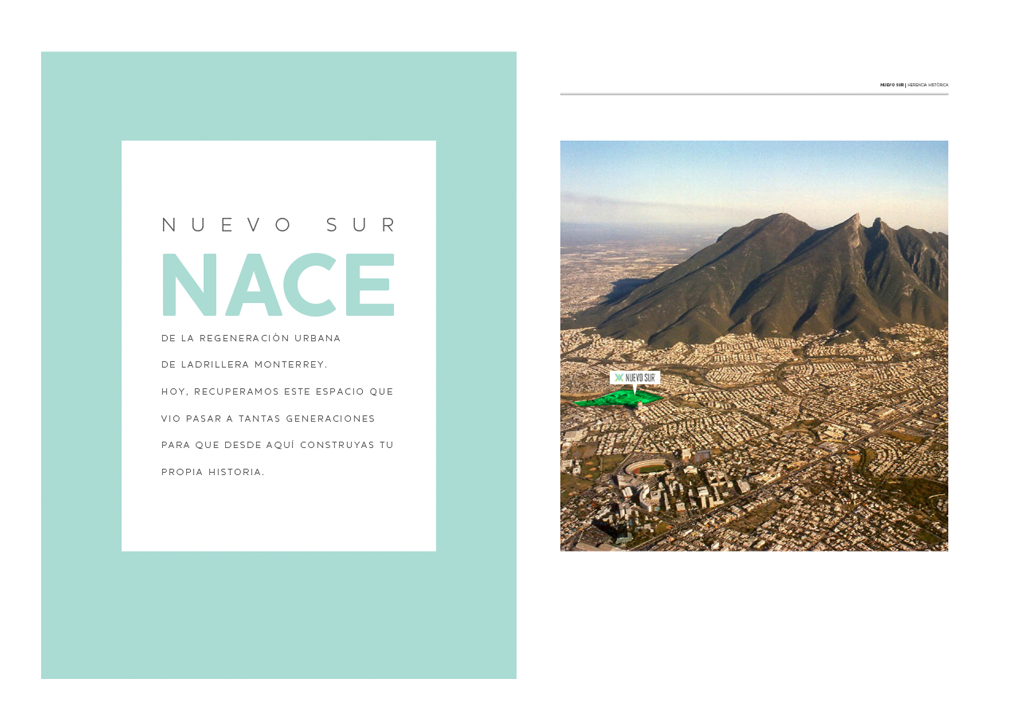 NUEVO SUR
NACE
DE LA REGENERACIÒN URBANA
DE LADRILLERA MONTERREY.
HOY, RECUPERAMOS ESTE ESPACIO QUE
VIO PASAR A TANTAS GENERACIONES
PARA QUE DESDE AQUÍ CONSTRUYAS TU
PROPIA HISTORIA.
NUEVO SUR | HERENCIA HISTÓRICA
NUEVO SUR